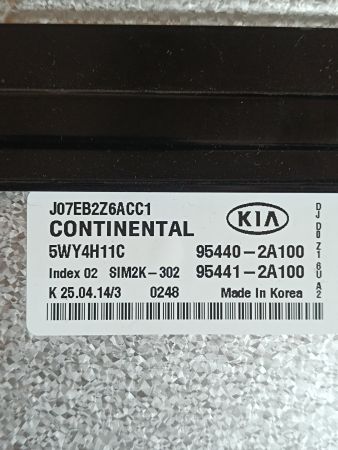 J07EB2Z6ACC1
CONTINENTAL
KIA
5WY4H11C 95440-2A100
Index 02 SIM2K-302 95441-2A100
K 25.04.14/3 0248 Made In Korea
DJ D0 Z1 6U A2